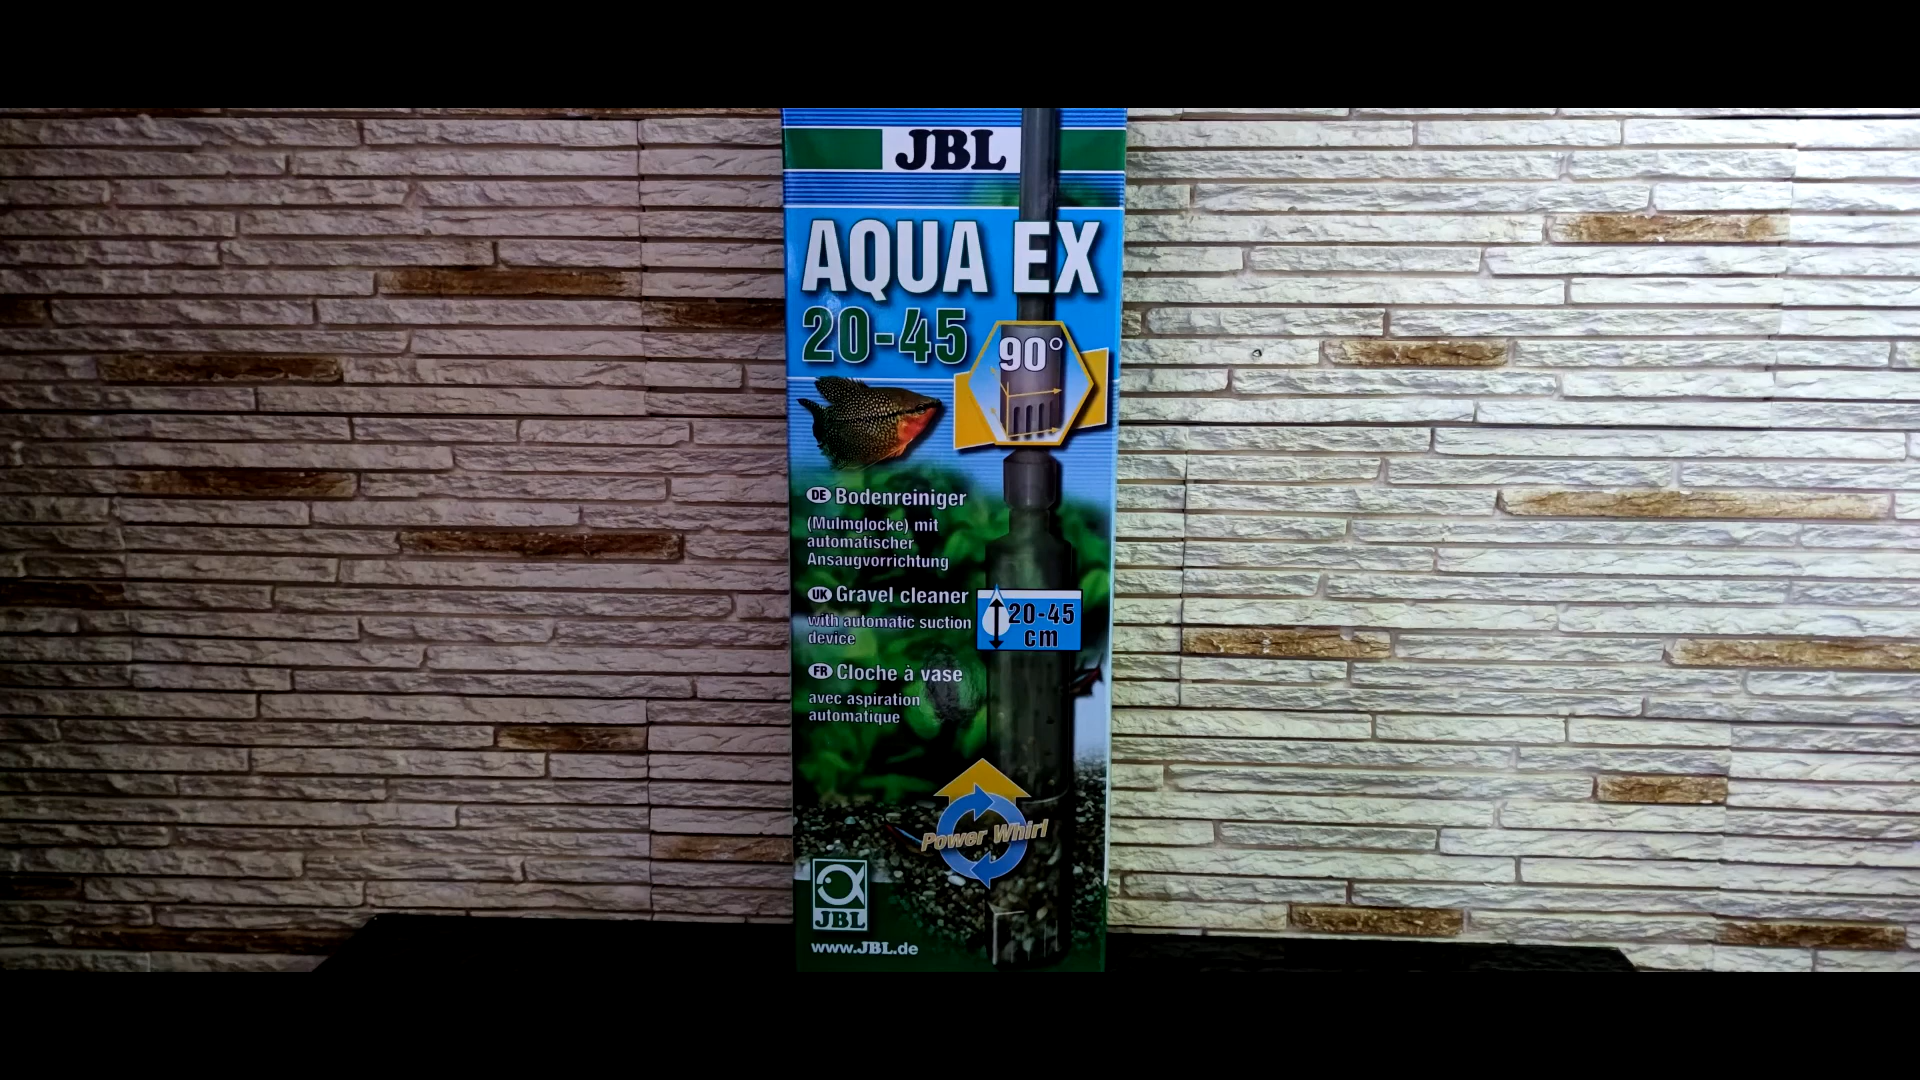 JBL
AQUA EX
20-45
90°
DE Bodenreiniger
(Mulmglocke) mit
automatischer
Ansaugvorrichtung
UK Gravel cleaner
with automatic suction
device
20-45
cm
FR Cloche à vase
avec aspiration
automatique
Power Whirl
JBL
www.JBL.de